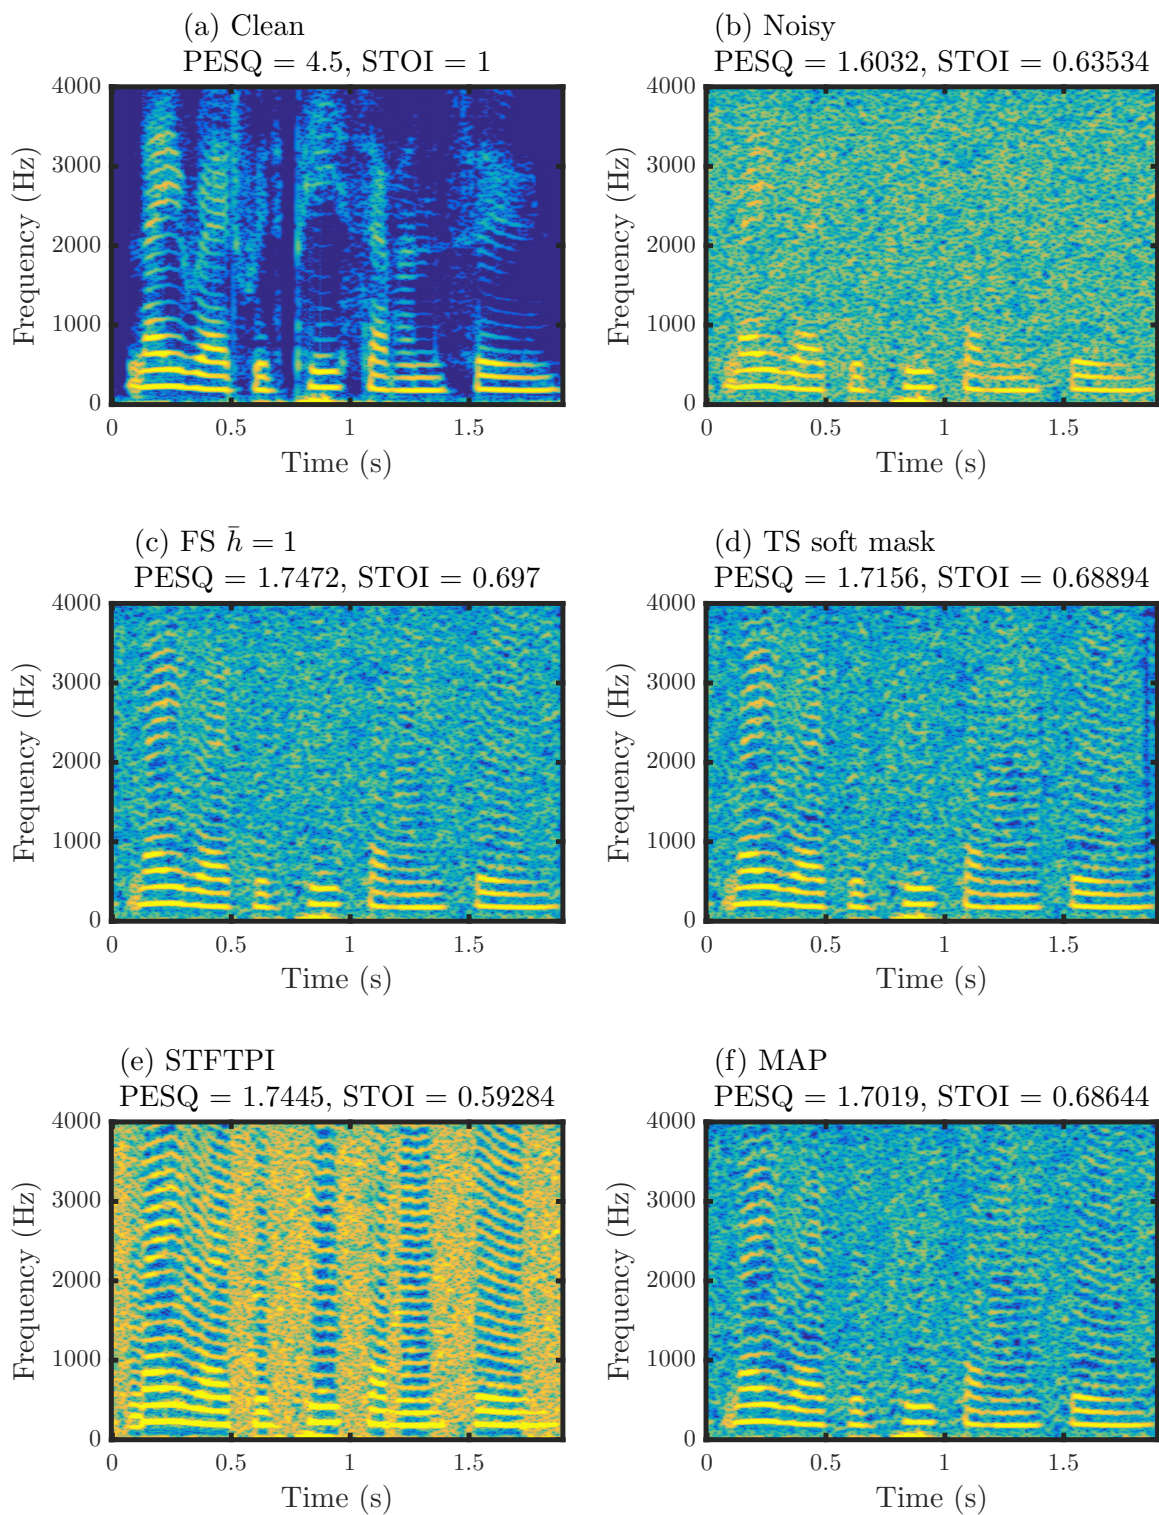 (a) Clean
PESQ = 4.5, STOI = 1
4000
3000
2000
1000
0
Frequency (Hz)
0 0.5 1 1.5
Time (s)
(b) Noisy
PESQ = 1.6032, STOI = 0.63534
4000
3000
2000
1000
0
Frequency (Hz)
0 0.5 1 1.5
Time (s)
(c) FS h̄ = 1
PESQ = 1.7472, STOI = 0.697
4000
3000
2000
1000
0
Frequency (Hz)
0 0.5 1 1.5
Time (s)
(d) TS soft mask
PESQ = 1.7156, STOI = 0.68894
4000
3000
2000
1000
0
Frequency (Hz)
0 0.5 1 1.5
Time (s)
(e) STFTPI
PESQ = 1.7445, STOI = 0.59284
4000
3000
2000
1000
0
Frequency (Hz)
0 0.5 1 1.5
Time (s)
(f) MAP
PESQ = 1.7019, STOI = 0.68644
4000
3000
2000
1000
0
Frequency (Hz)
0 0.5 1 1.5
Time (s)